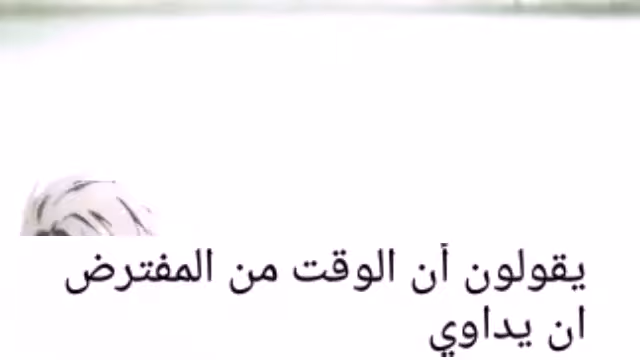 يقولون أن الوقت من المفترض
ان يداوي